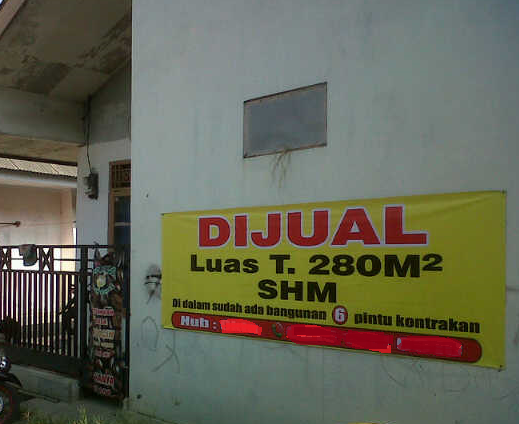 DIJUAL
Luas T. 280M2
SHM
Di dalam sudah ada bangunan 6 pintu kontrakan
Hub :